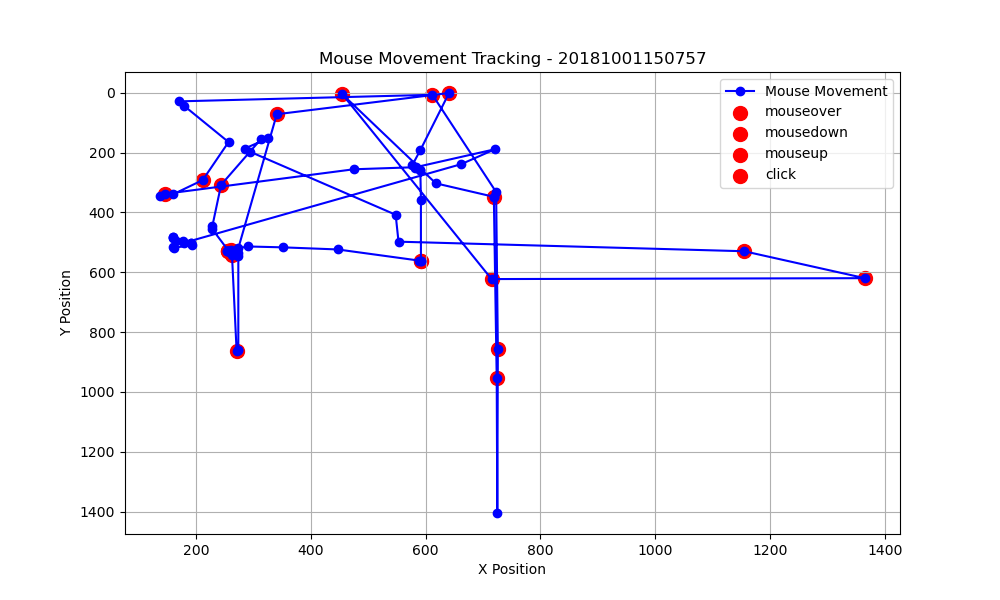 Mouse Movement Tracking - 20181001150757
Mouse Movement
mouseover
mousedown
mouseup
click
0
200
400
600
800
1000
1200
1400
Y Position
200 400 600 800 1000 1200 1400
X Position